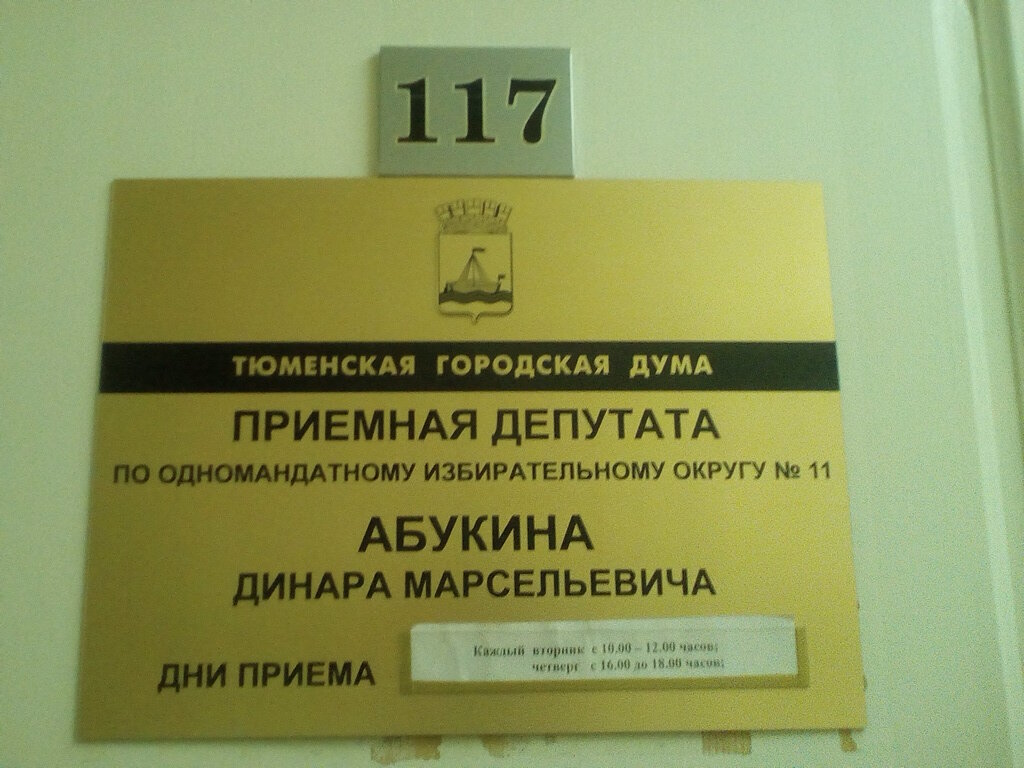 117
ТЮМЕНСКАЯ ГОРОДСКАЯ ДУМА
ПРИЕМНАЯ ДЕПУТАТА
ПО ОДНОМАНДАТНОМУ ИЗБИРАТЕЛЬНОМУ ОКРУГУ № 11
АБУКИНА
ДИНАРА МАРСЕЛЬЕВИЧА
ДНИ ПРИЕМА
Каждый вторник с 10.00 – 12.00 часов;
четверг с 16.00 до 18.00 часов;